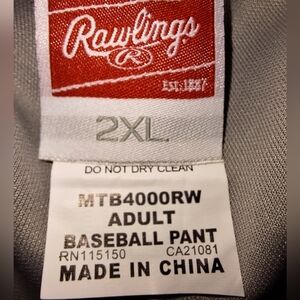 Rawlings
R
EST. 1887
2XL
DO NOT DRY CLEAN
MTB4000RW
ADULT
BASEBALL PANT
RN115150 CA21081
MADE IN CHINA